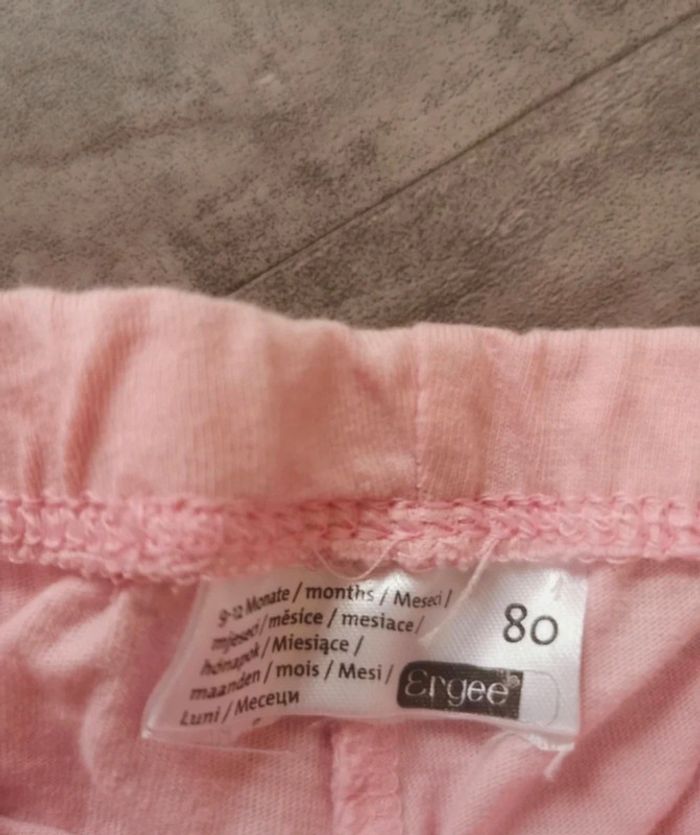 9-12 Monate / months / Meseci /
mjeseci / měsíce / mesiace /
hónapok / Miesiące /
maanden / mois / Mesi /
Luni / Месеци
80
Ergee®